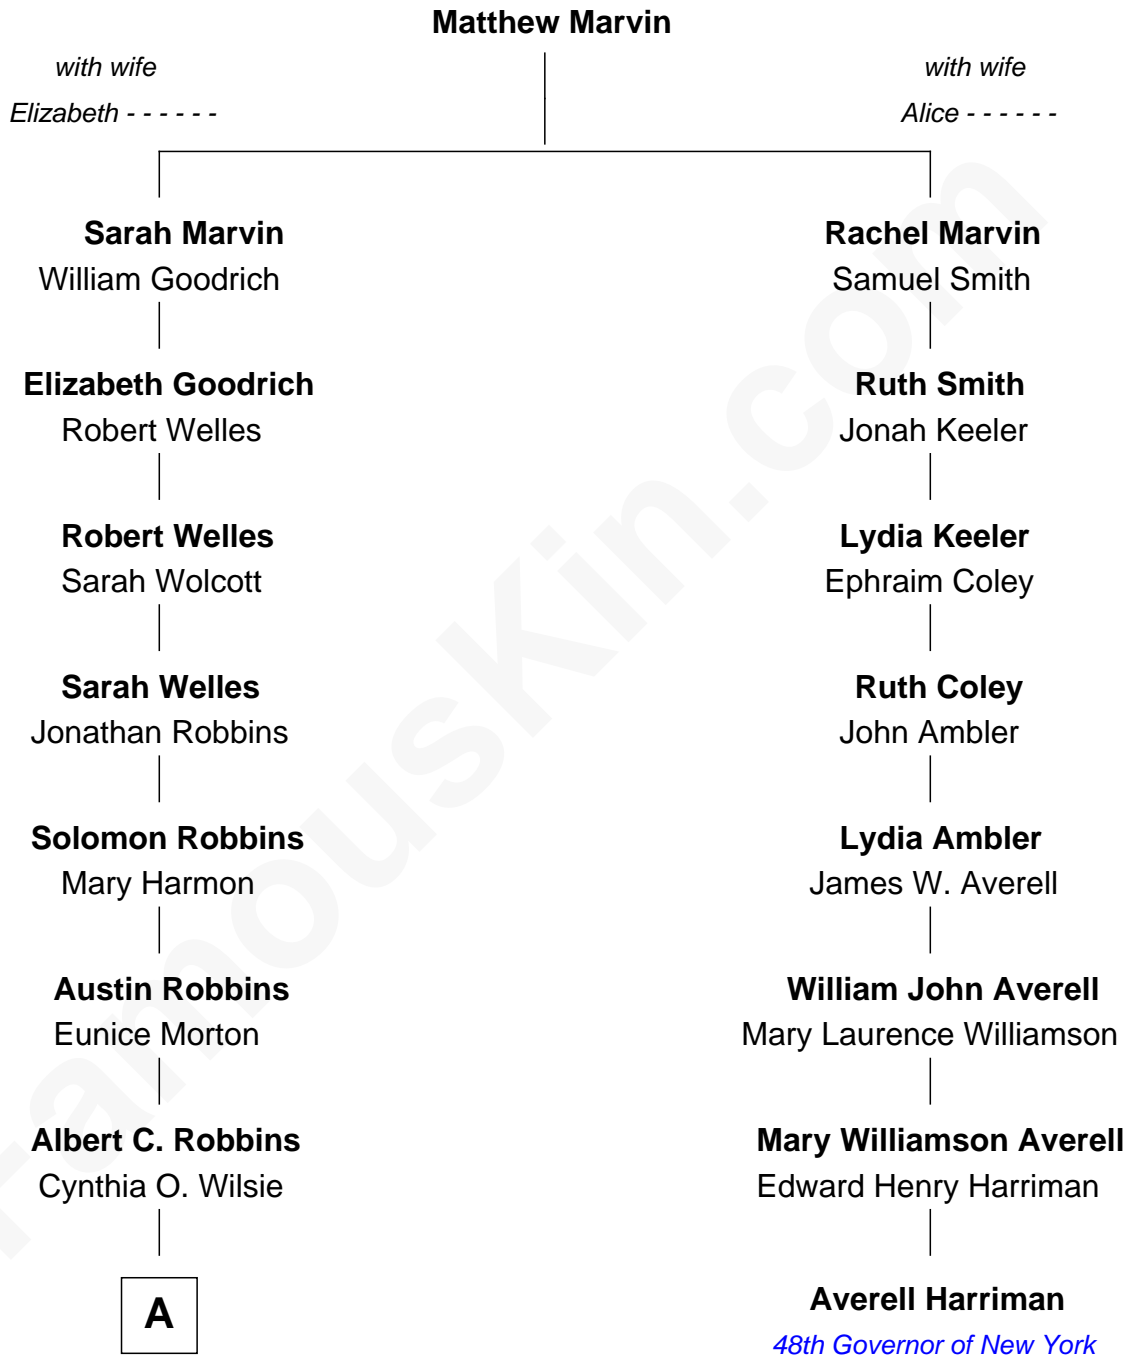 Matthew Marvin
with wife
Elizabeth - - - - - -
with wife
Alice - - - - - -
Sarah Marvin
William Goodrich
Rachel Marvin
Samuel Smith
Elizabeth Goodrich
Robert Welles
Ruth Smith
Jonah Keeler
Robert Welles
Sarah Wolcott
Lydia Keeler
Ephraim Coley
Sarah Welles
Jonathan Robbins
Ruth Coley
John Ambler
Solomon Robbins
Mary Harmon
Lydia Ambler
James W. Averell
Austin Robbins
Eunice Morton
William John Averell
Mary Laurence Williamson
Albert C. Robbins
Cynthia O. Wilsie
Mary Williamson Averell
Edward Henry Harriman
A
Averell Harriman
48th Governor of New York
FamousKin.com